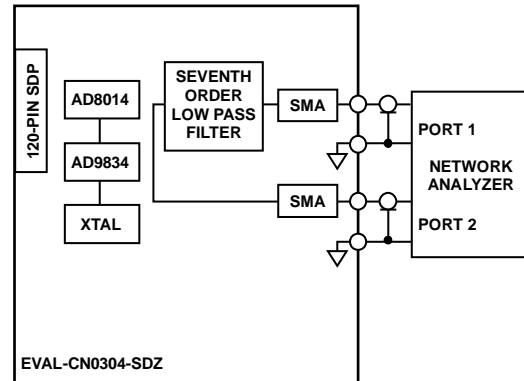 120-PIN SDP
AD8014
AD9834
XTAL
SEVENTH
ORDER
LOW PASS
FILTER
SMA
SMA
PORT 1
NETWORK
ANALYZER
PORT 2
EVAL-CN0304-SDZ